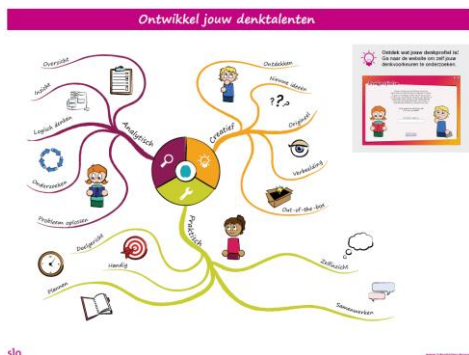 Ontwikkel jouw denktalenten
Ontdek wat jouw denkprofiel is!
Ga naar de website om zelf jouw
denkvoorkeuren te onderzoeken.
Overzicht
Inzicht
Logisch denken
Onderzoeken
Probleem oplossen
Analytisch
Creatief
Ontdekken
Nieuwe ideeën
???
Origineel
Verbeelding
Out-of-the-box
Praktisch
Doelgericht
Handig
Plannen
Zelfinzicht
Samenwerken
slo